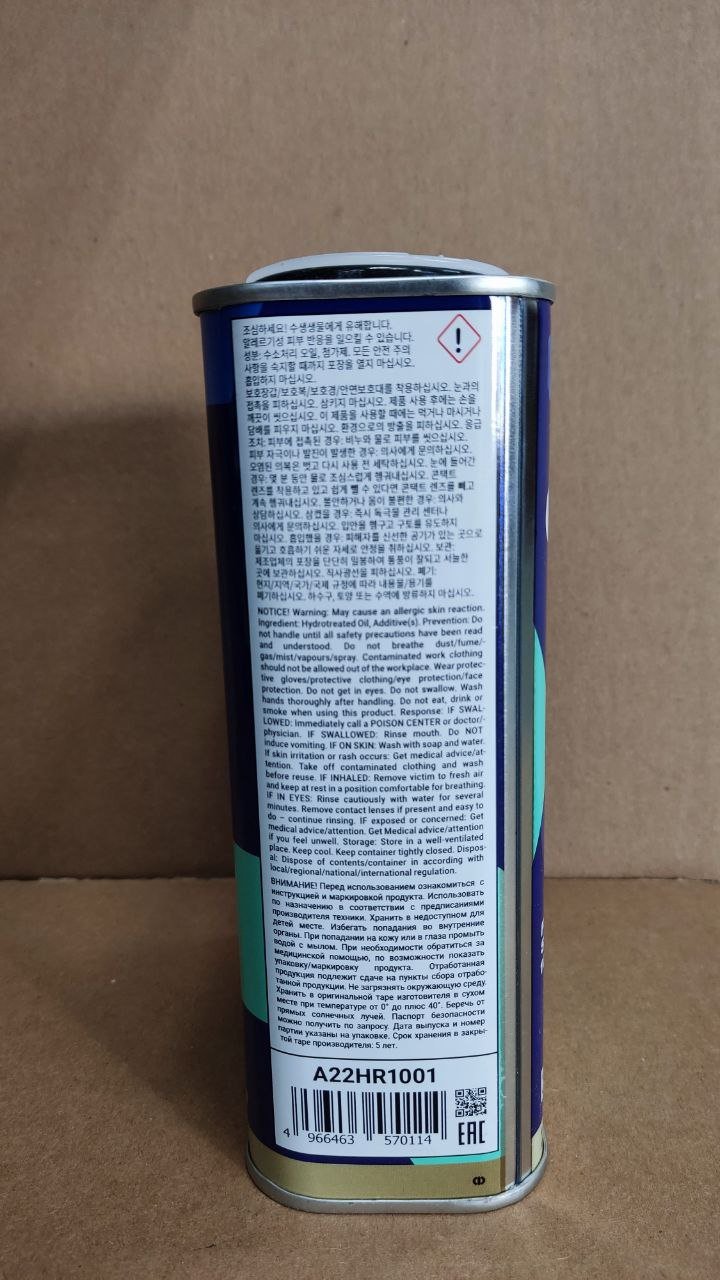 조심하세요! 수생생물에게 유해합니다.
알레르기성 피부 반응을 일으킬 수 있습니다.
성분: 수소처리 오일, 첨가제. 모든 안전 주의
사항을 숙지할 때까지 포장을 열지 마십시오.
흡입하지 마십시오.
보호장갑/보호복/보호경/안면보호대를 착용하십시오. 눈과의
접촉을 피하십시오. 삼키지 마십시오. 제품 사용 후에는 손을
깨끗이 씻으십시오. 이 제품을 사용할 때에는 먹거나 마시거나
담배를 피우지 마십시오. 환경으로의 방출을 피하십시오. 응급
조치: 피부에 접촉된 경우: 비누와 물로 피부를 씻으십시오.
피부 자극이나 발진이 발생한 경우: 의사에게 문의하십시오.
오염된 의복은 벗고 다시 사용 전 세탁하십시오. 눈에 들어간
경우: 몇 분 동안 물로 조심스럽게 헹궈내십시오. 콘택트
렌즈를 착용하고 있고 쉽게 뺄 수 있다면 콘택트 렌즈를 빼고
계속 헹궈내십시오. 불안하거나 몸이 불편한 경우: 의사와
상담하십시오. 삼켰을 경우: 즉시 독극물 관리 센터나
의사에게 문의하십시오. 입안을 헹구고 구토를 유도하지
마십시오. 흡입했을 경우: 피해자를 신선한 공기가 있는 곳으로
옮기고 호흡하기 쉬운 자세로 안정을 취하십시오. 보관:
제조업체의 포장을 단단히 밀봉하여 통풍이 잘되고 서늘한
곳에 보관하십시오. 직사광선을 피하십시오. 폐기:
현지/지역/국가/국제 규정에 따라 내용물/용기를
폐기하십시오. 하수구, 토양 또는 수역에 방류하지 마십시오.
NOTICE! Warning: May cause an allergic skin reaction.
Ingredient: Hydrotreated Oil, Additive(s). Prevention: Do
not handle until all safety precautions have been read
and understood. Do not breathe dust/fume/-
gas/mist/vapours/spray. Contaminated work clothing
should not be allowed out of the workplace. Wear protec-
tive gloves/protective clothing/eye protection/face
protection. Do not get in eyes. Do not swallow. Wash
hands thoroughly after handling. Do not eat, drink or
smoke when using this product. Response: IF SWAL-
LOWED: Immediately call a POISON CENTER or doctor/-
physician. IF SWALLOWED: Rinse mouth. Do NOT
induce vomiting. IF ON SKIN: Wash with soap and water.
If skin irritation or rash occurs: Get medical advice/at-
tention. Take off contaminated clothing and wash
before reuse. IF INHALED: Remove victim to fresh air
and keep at rest in a position comfortable for breathing.
IF IN EYES: Rinse cautiously with water for several
minutes. Remove contact lenses if present and easy to
do – continue rinsing. IF exposed or concerned: Get
medical advice/attention. Get Medical advice/attention
if you feel unwell. Storage: Store in a well-ventilated
place. Keep cool. Keep container tightly closed. Dispos-
al: Dispose of contents/container in according with
local/regional/national/international regulation.
ВНИМАНИЕ! Перед использованием ознакомиться с
инструкцией и маркировкой продукта. Использовать
по назначению в соответствии с предписаниями
производителя техники. Хранить в недоступном для
детей месте. Избегать попадания во внутренние
органы. При попадании на кожу или в глаза промыть
водой с мылом. При необходимости обратиться за
медицинской помощью, по возможности показать
упаковку/маркировку продукта. Отработанная
продукция подлежит сдаче на пункты сбора отрабо-
танной продукции. Не загрязнять окружающую среду.
Хранить в оригинальной таре изготовителя в сухом
месте при температуре от 0° до плюс 40°. Беречь от
прямых солнечных лучей. Паспорт безопасности
можно получить по запросу. Дата выпуска и номер
партии указаны на упаковке. Срок хранения в закры-
той таре производителя: 5 лет.
A22HR1001
4 966463 570114
EAC